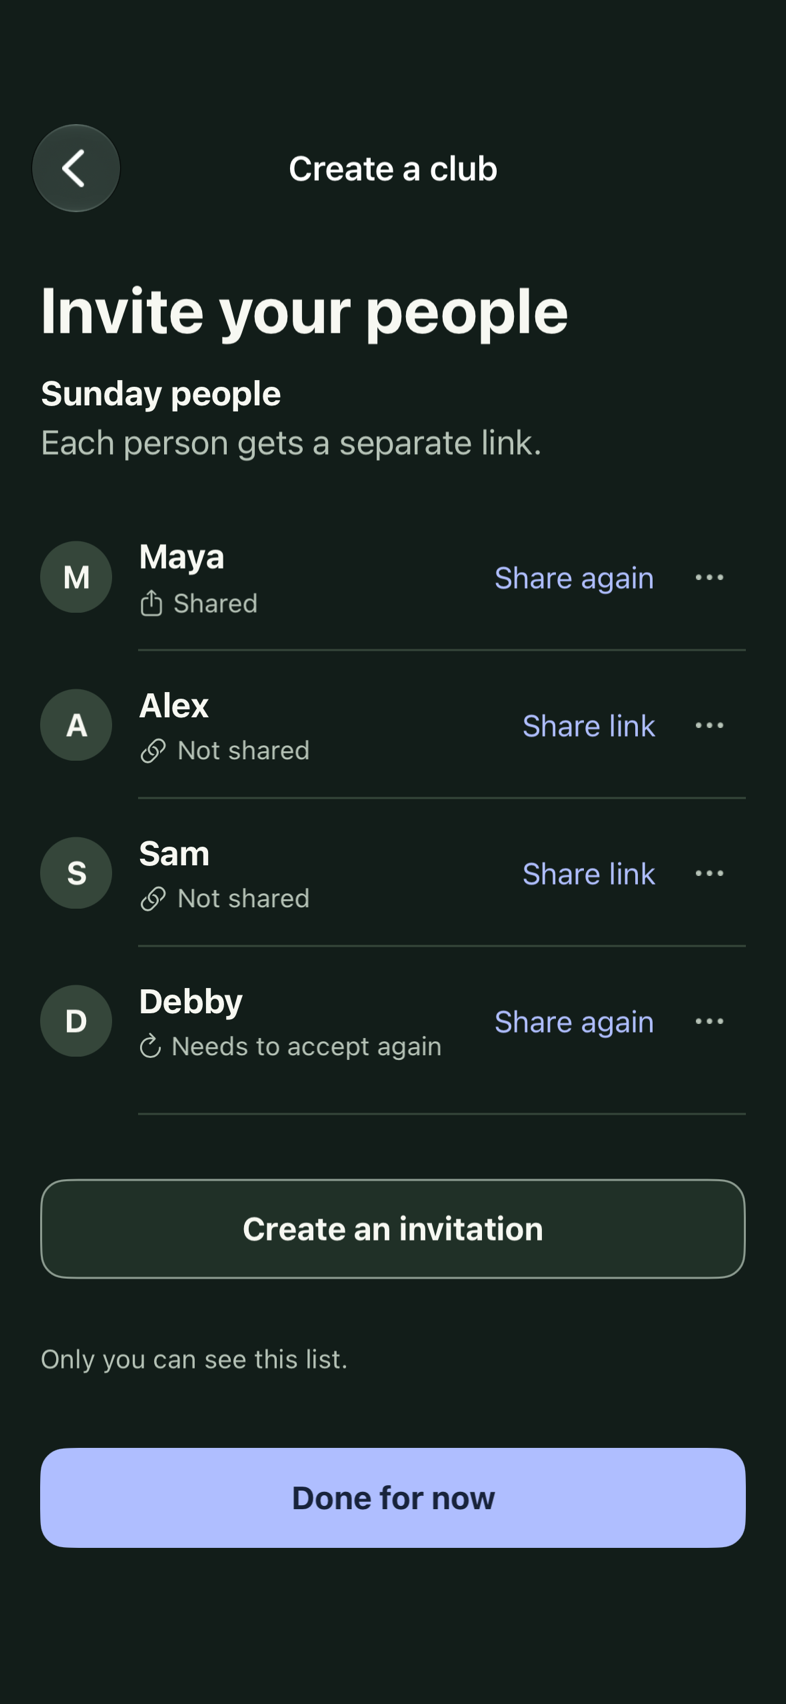 Create a club
Invite your people
Sunday people
Each person gets a separate link.
M
Maya
Shared
Share again
A
Alex
Not shared
Share link
S
Sam
Not shared
Share link
D
Debby
Needs to accept again
Share again
Create an invitation
Only you can see this list.
Done for now